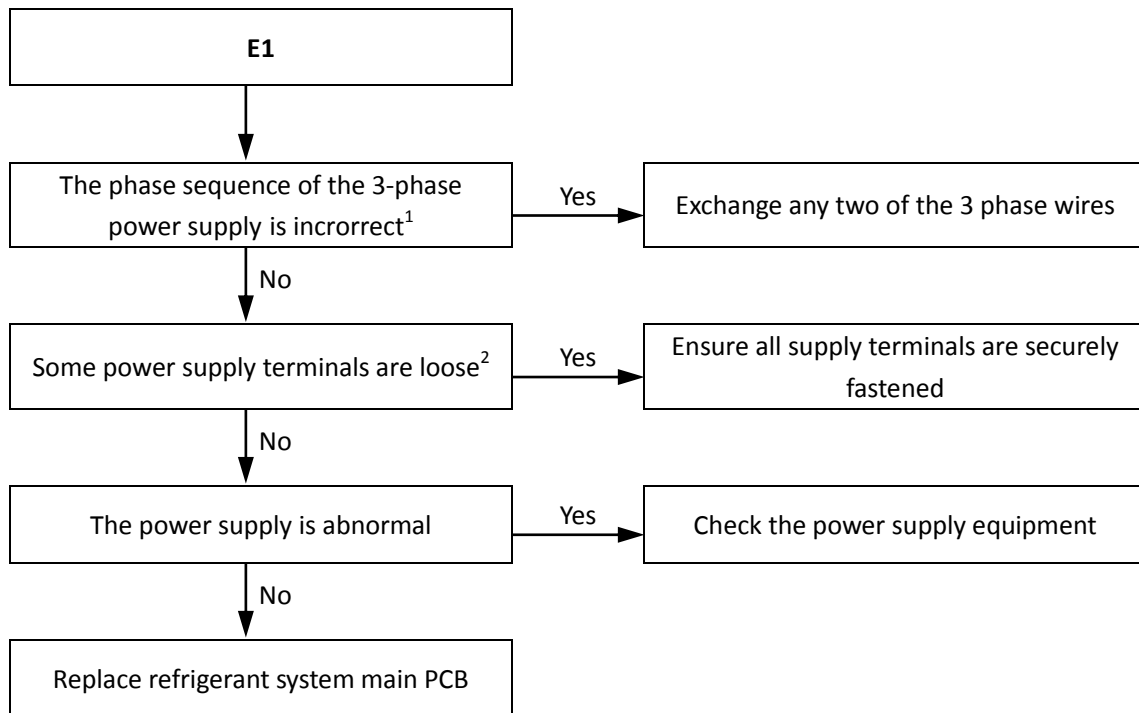 E1
The phase sequence of the 3-phase
power supply is incrorrect1
Yes
Exchange any two of the 3 phase wires
No
Some power supply terminals are loose2
Yes
Ensure all supply terminals are securely
fastened
No
The power supply is abnormal
Yes
Check the power supply equipment
No
Replace refrigerant system main PCB